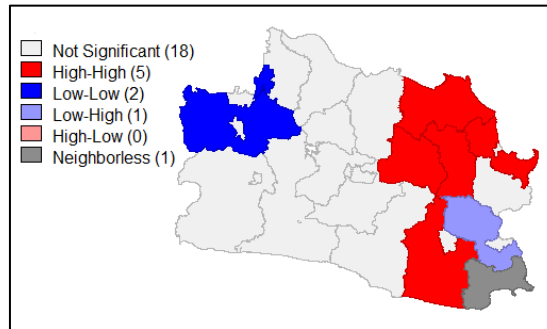 Not Significant (18)
High-High (5)
Low-Low (2)
Low-High (1)
High-Low (0)
Neighborless (1)